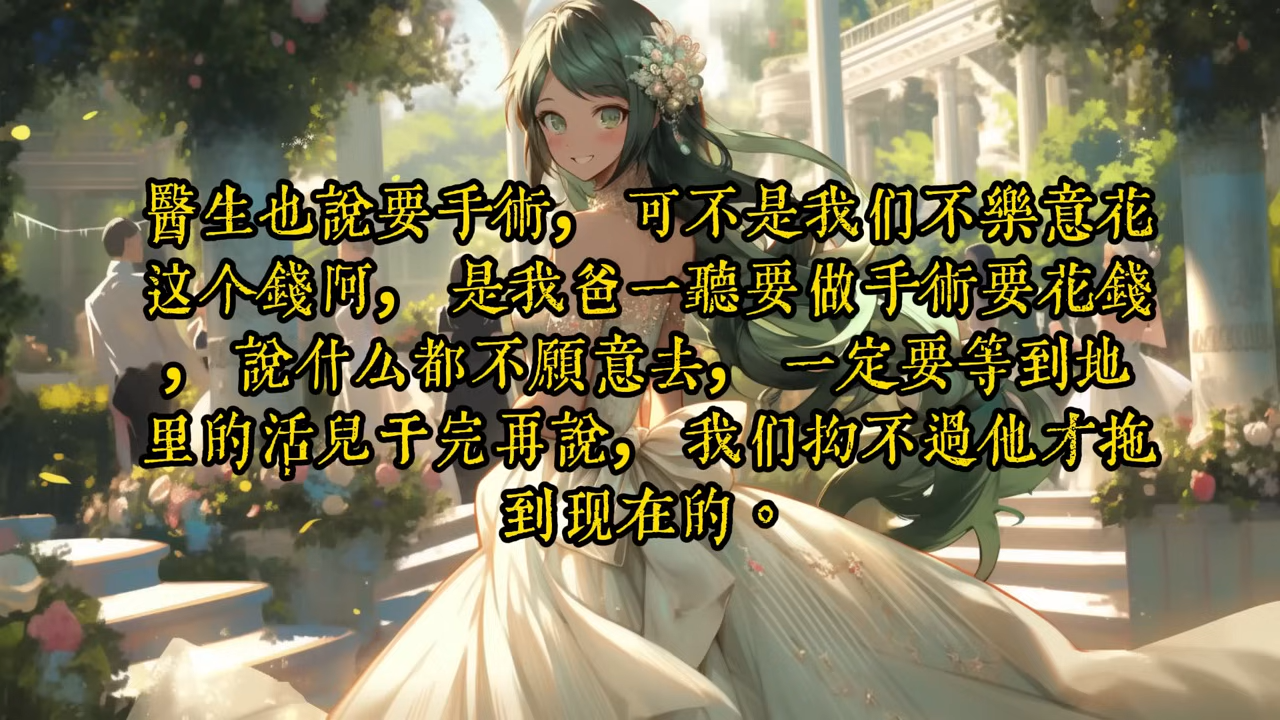 醫生也說要手術， 可不是我们不樂意花
这个錢阿， 是我爸一聽要做手術要花錢
， 說什么都不願意去， 一定要等到地
里的活兒干完再說， 我们拗不過他才拖
到现在的。